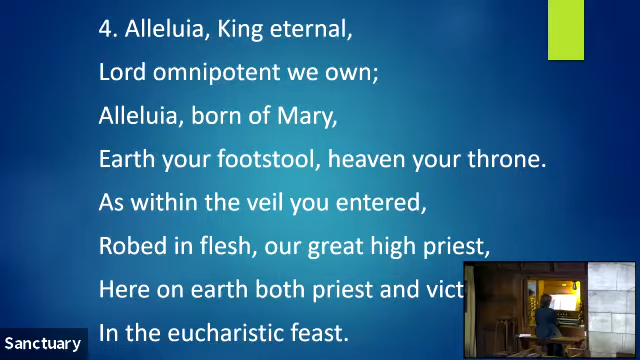 4. Alleluia, King eternal,
Lord omnipotent we own;
Alleluia, born of Mary,
Earth your footstool, heaven your throne.
As within the veil you entered,
Robed in flesh, our great high priest,
Here on earth both priest and vict
In the eucharistic feast.
Sanctuary